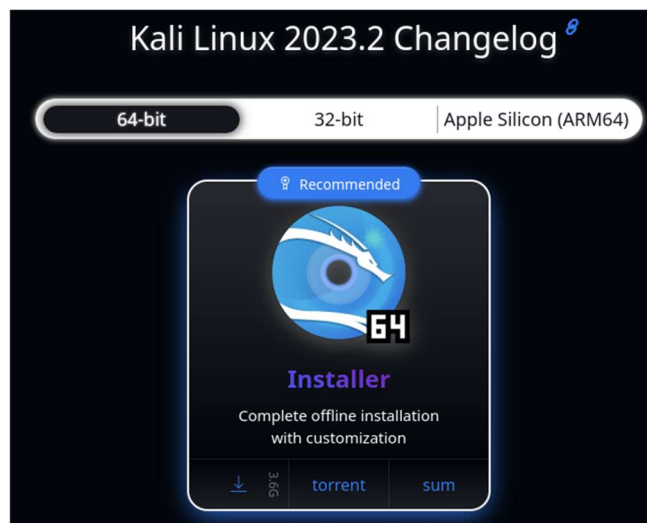 Kali Linux 2023.2 Changelog
64-bit
32-bit
Apple Silicon (ARM64)
Recommended
64
Installer
Complete offline installation
with customization
3.6G
torrent
sum